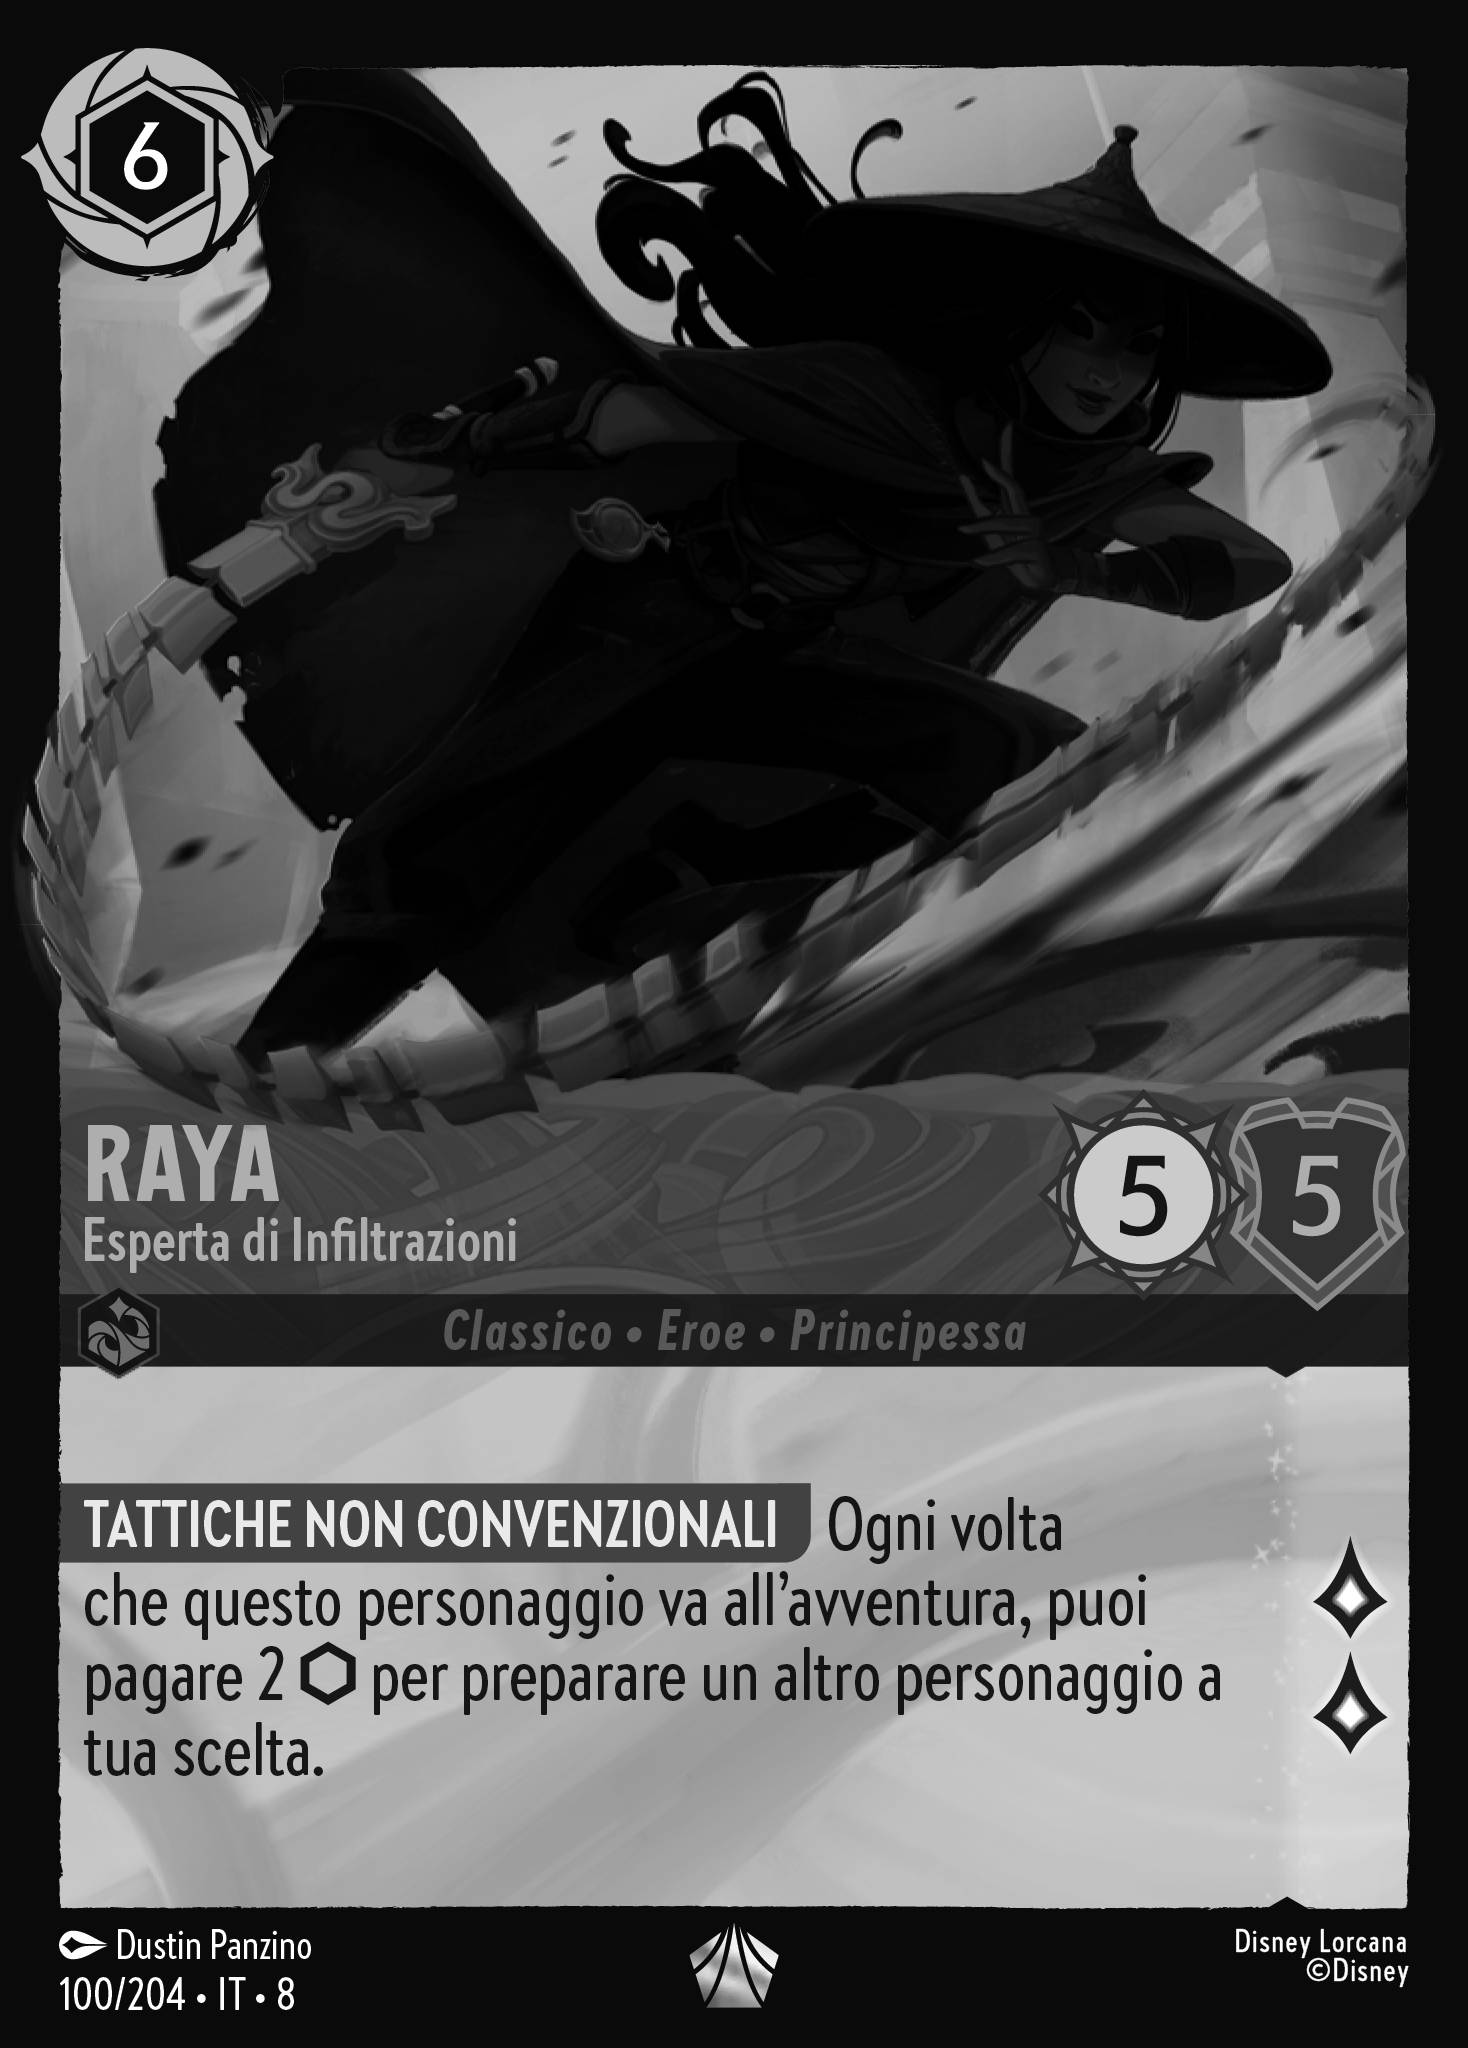 6
RAYA
Esperta di Infiltrazioni
5
5
Classico • Eroe • Principessa
TATTICHE NON CONVENZIONALI Ogni volta
che questo personaggio va all’avventura, puoi
pagare 2 ⬡ per preparare un altro personaggio a
tua scelta.
Dustin Panzino
100/204 • IT • 8
Disney Lorcana
©Disney